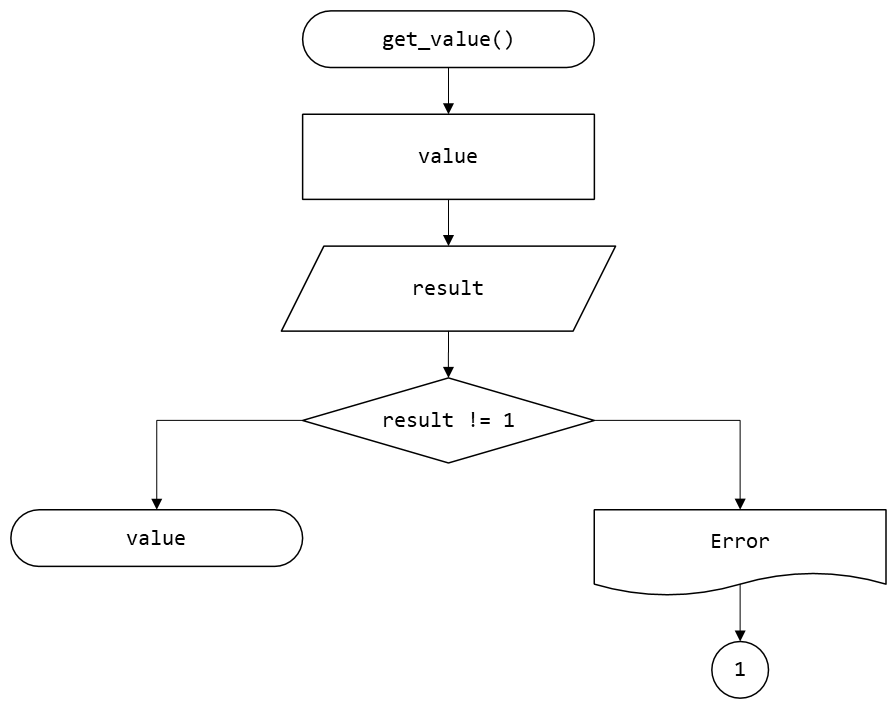 get_value()
value
result
result != 1
value
Error
1